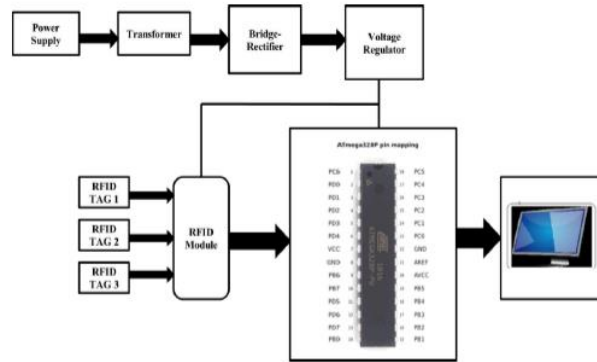 Power
Supply
Transformer
Bridge-
Rectifier
Voltage
Regulator
ATmega328P pin mapping
RFID
TAG 1
RFID
TAG 2
RFID
TAG 3
RFID
Module
PC6
PD0
PD1
PD2
PD3
PD4
VCC
GND
PB6
PB7
PD5
PD6
PD7
PB0
PC5
PC4
PC3
PC2
PC1
PC0
GND
AREF
AVCC
PB5
PB4
PB3
PB2
PB1